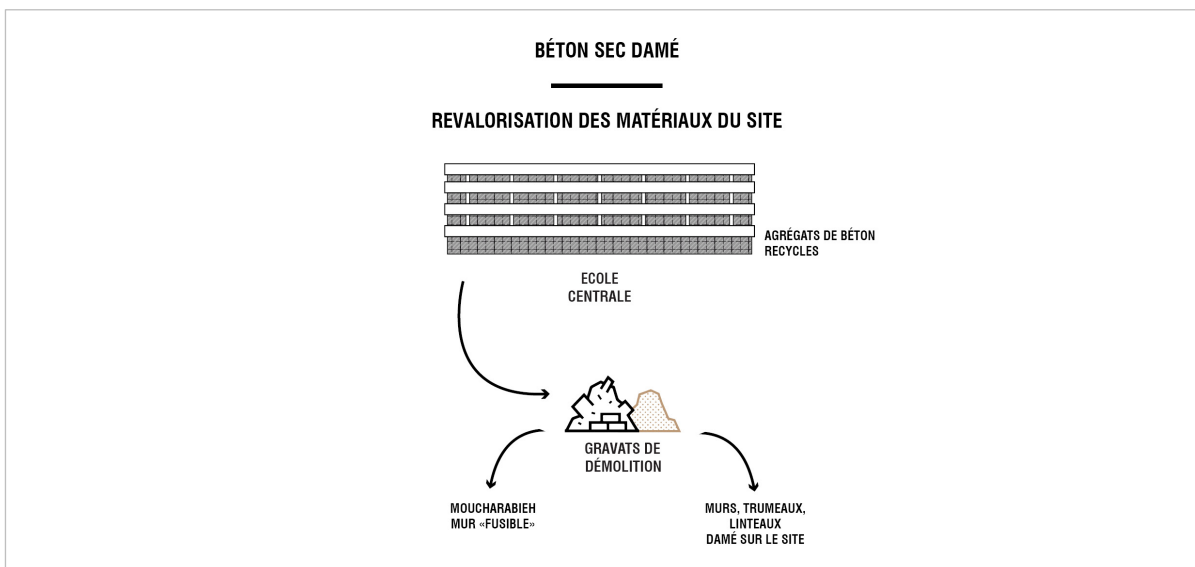 BÉTON SEC DAMÉ
REVALORISATION DES MATÉRIAUX DU SITE
AGRÉGATS DE BÉTON
RECYCLES
ECOLE
CENTRALE
GRAVATS DE
DÉMOLITION
MOUCHARABIEH
MUR «FUSIBLE»
MURS, TRUMEAUX,
LINTEAUX
DAMÉ SUR LE SITE